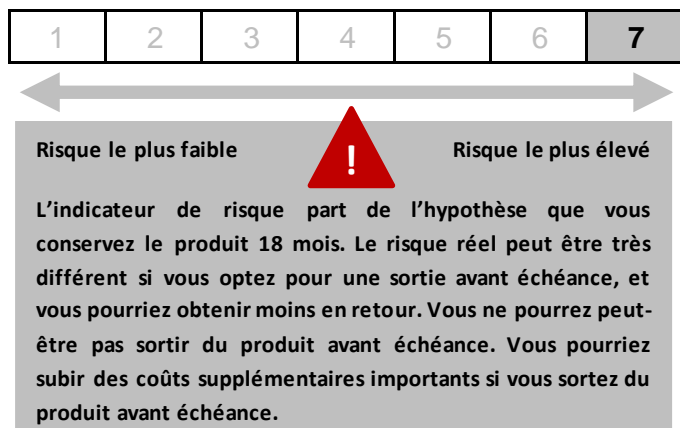 1 2 3 4 5 6 7
!
Risque le plus faible Risque le plus élevé
L’indicateur de risque part de l’hypothèse que vous
conservez le produit 18 mois. Le risque réel peut être très
différent si vous optez pour une sortie avant échéance, et
vous pourriez obtenir moins en retour. Vous ne pourrez peut-
être pas sortir du produit avant échéance. Vous pourriez
subir des coûts supplémentaires importants si vous sortez du
produit avant échéance.